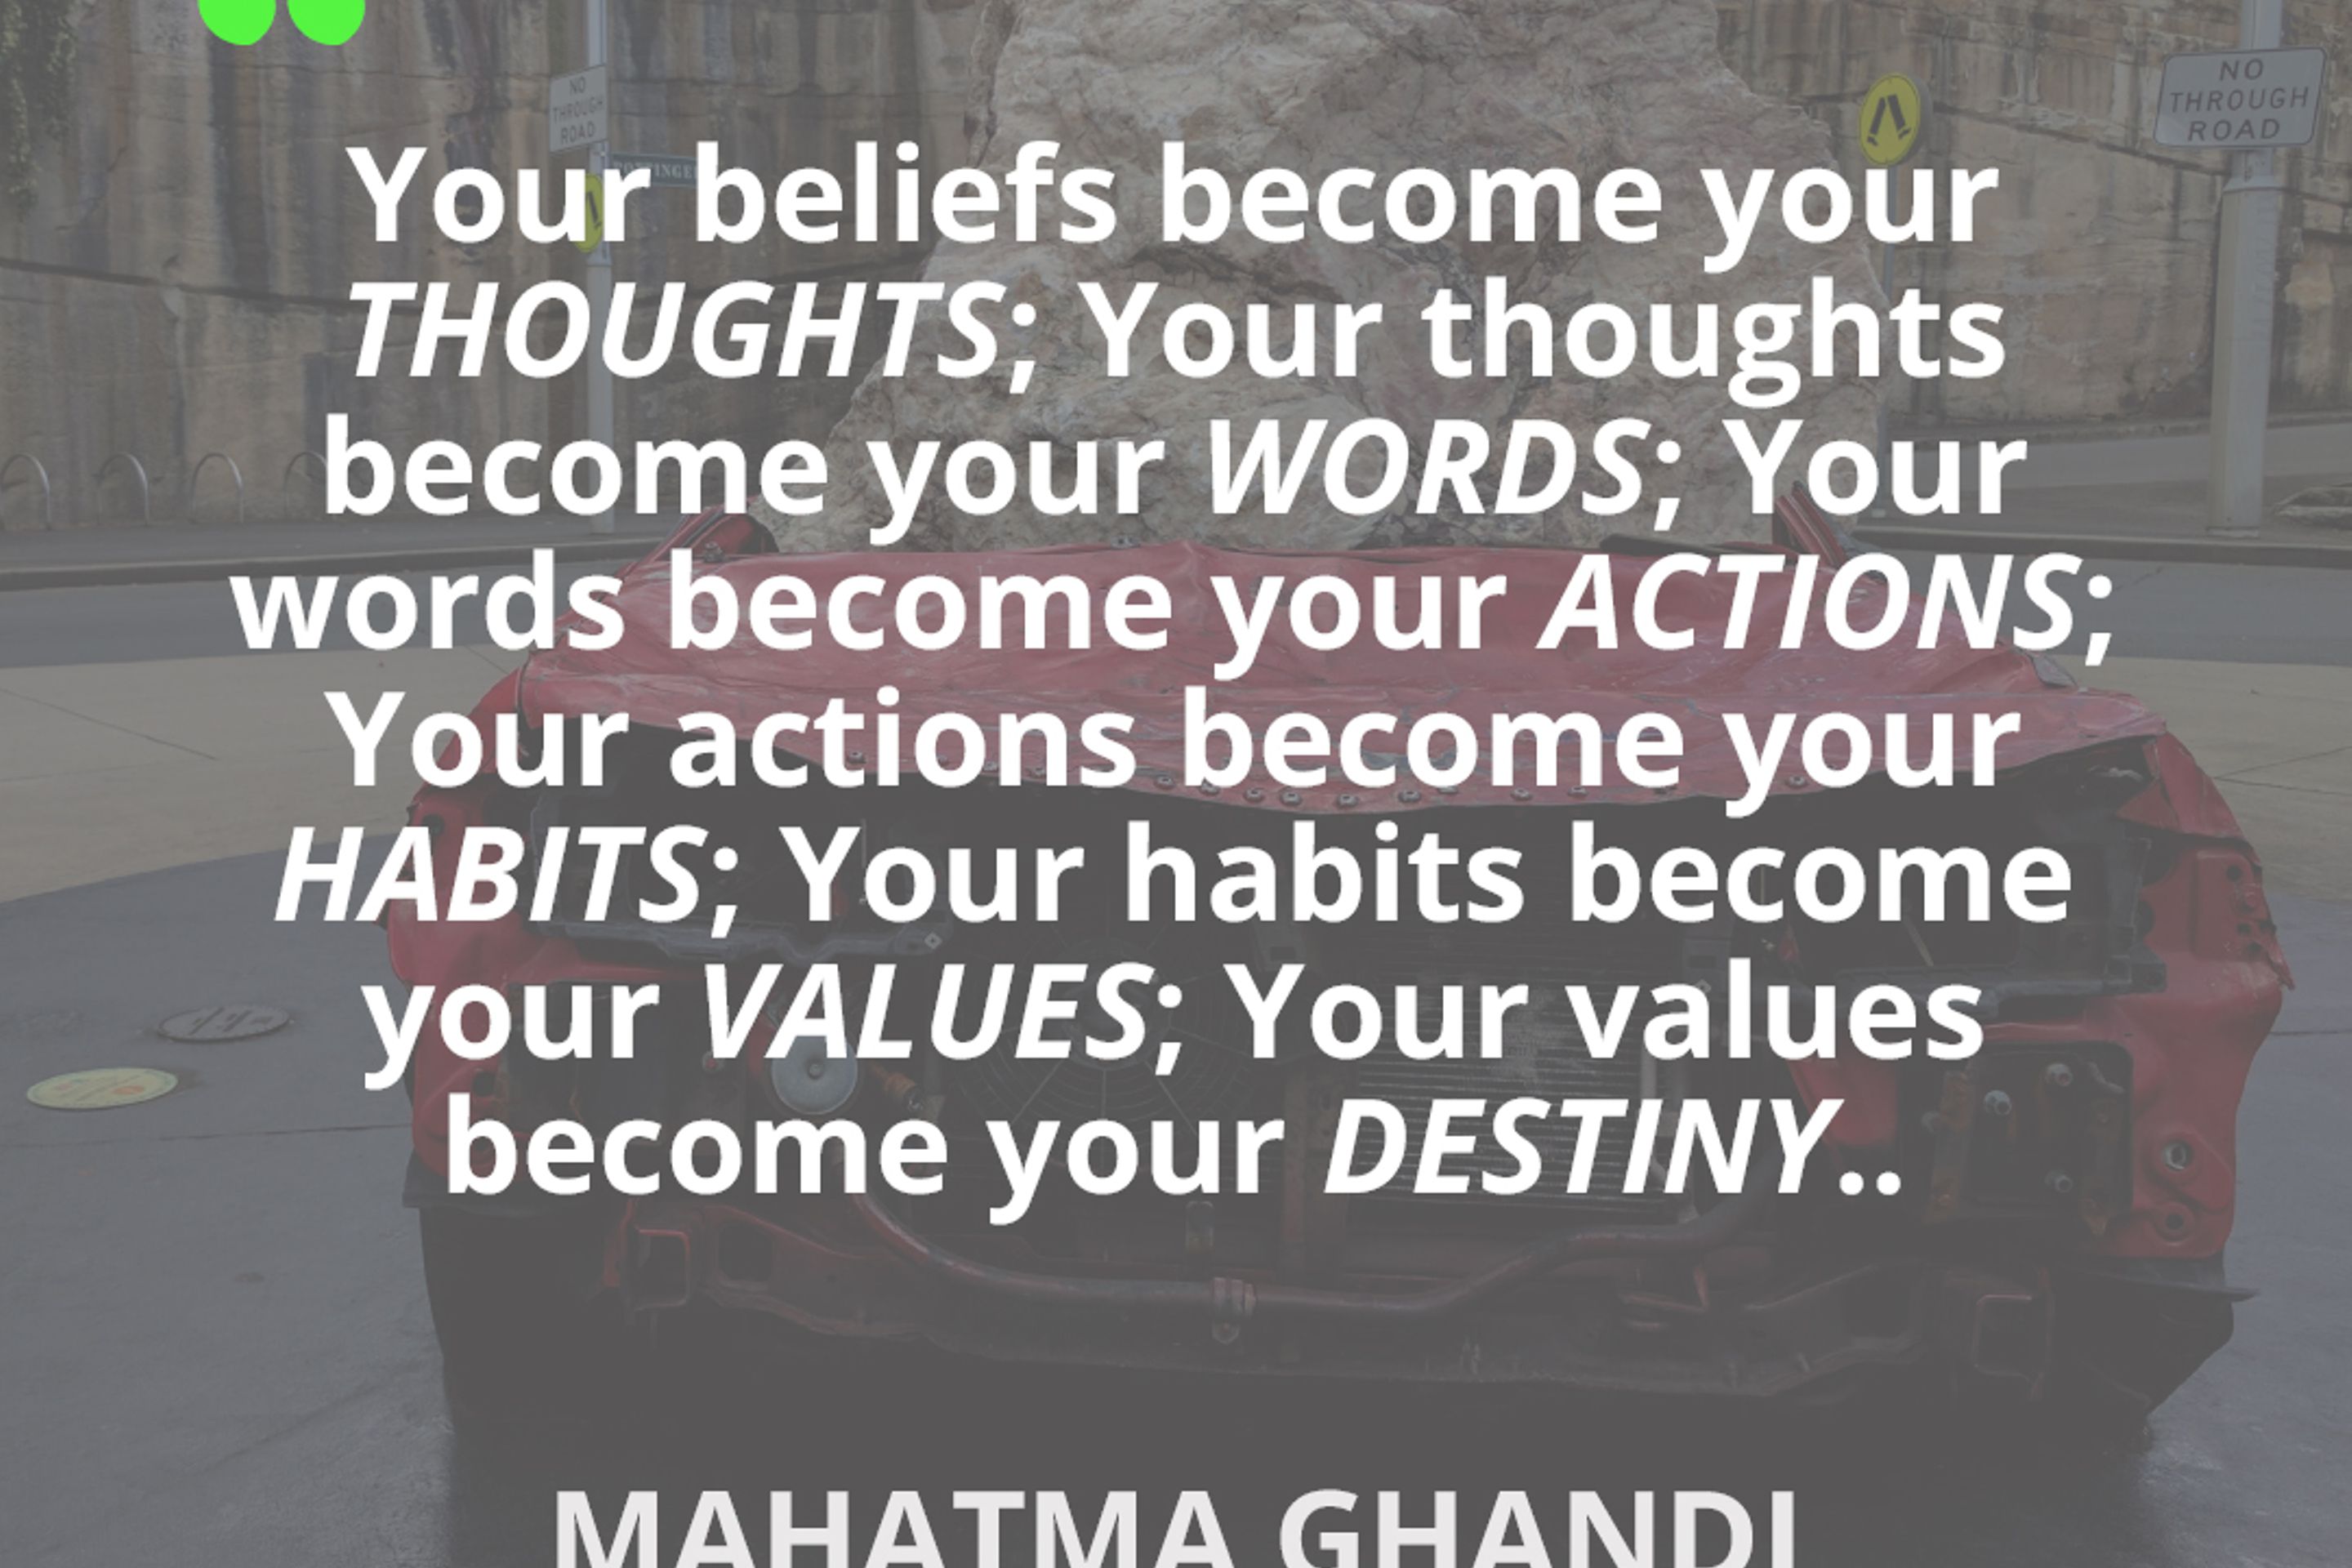 NO
THROUGH
ROAD
NO
THROUGH
ROAD
Your beliefs become your
THOUGHTS; Your thoughts
become your WORDS; Your
words become your ACTIONS;
Your actions become your
HABITS; Your habits become
your VALUES; Your values
become your DESTINY..
MAHATMA GHANDI